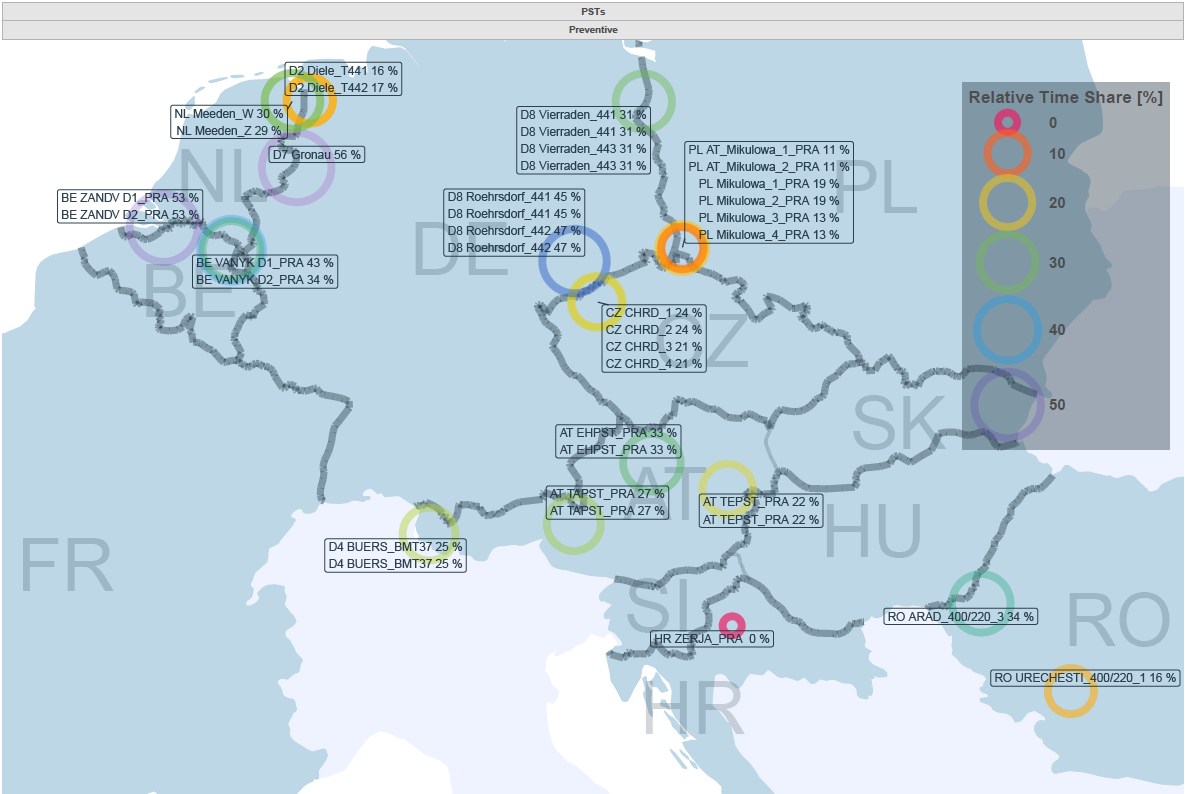 PSTs
Preventive
D2 Diele_T441 16 %
D2 Diele_T442 17 %
NL Meeden_W 30 %
NL Meeden_Z 29 %
D7 Gronau 56 %
NL
BE ZANDV D1_PRA 53 %
BE ZANDV D2_PRA 53 %
BE VANYK D1_PRA 43 %
BE VANYK D2_PRA 34 %
BE
D8 Vierraden_441 31 %
D8 Vierraden_441 31 %
D8 Vierraden_443 31 %
D8 Vierraden_443 31 %
PL AT_Mikulowa_1_PRA 11 %
PL AT_Mikulowa_2_PRA 11 %
PL Mikulowa_1_PRA 19 %
PL Mikulowa_2_PRA 19 %
PL Mikulowa_3_PRA 13 %
PL Mikulowa_4_PRA 13 %
PL
D8 Roehrsdorf_441 45 %
D8 Roehrsdorf_441 45 %
D8 Roehrsdorf_442 47 %
D8 Roehrsdorf_442 47 %
DE
Relative Time Share [%]
0
10
20
30
40
50
CZ CHRD_1 24 %
CZ CHRD_2 24 %
CZ CHRD_3 21 %
CZ CHRD_4 21 %
CZ
SK
AT EHPST_PRA 33 %
AT EHPST_PRA 33 %
AT
AT TAPST_PRA 27 %
AT TAPST_PRA 27 %
AT TEPST_PRA 22 %
AT TEPST_PRA 22 %
HU
D4 BUERS_BMT37 25 %
D4 BUERS_BMT37 25 %
FR
SI
HR ZERJA_PRA 0 %
RO ARAD_400/220_3 34 %
RO
RO URECHESTI_400/220_1 16 %
HR